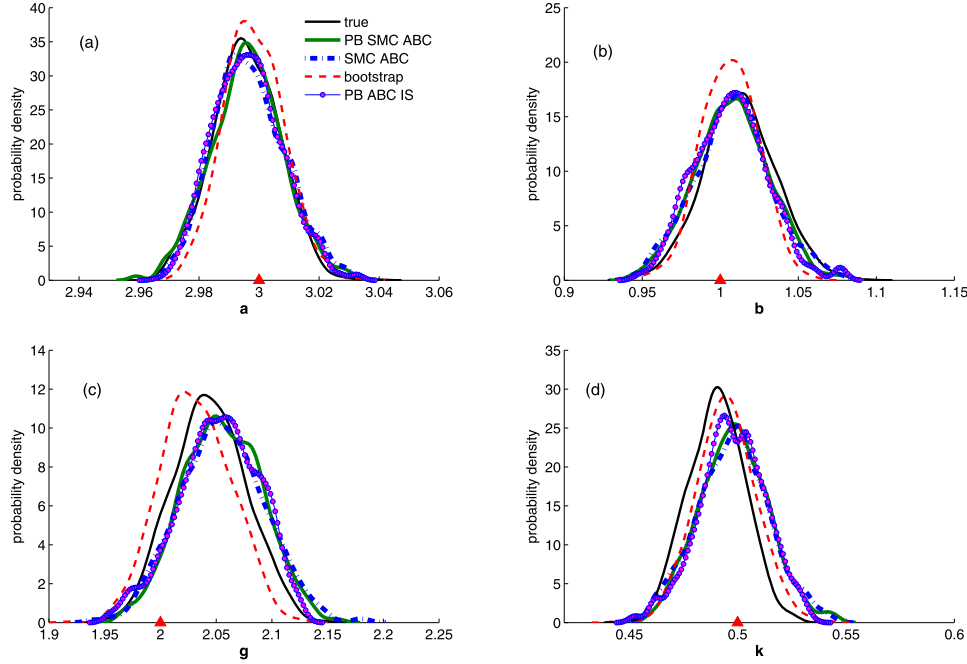 (a)
true
PB SMC ABC
SMC ABC
bootstrap
PB ABC IS
probability density
40
35
30
25
20
15
10
5
0
2.94 2.96 2.98 3 3.02 3.04 3.06
a
(b)
probability density
25
20
15
10
5
0
0.9 0.95 1 1.05 1.1 1.15
b
(c)
probability density
14
12
10
8
6
4
2
0
1.9 1.95 2 2.05 2.1 2.15 2.2 2.25
g
(d)
probability density
35
30
25
20
15
10
5
0
0.45 0.5 0.55 0.6
k